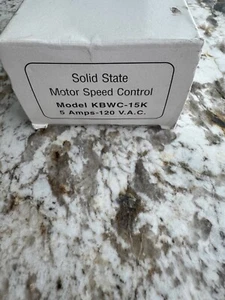 Solid State
Motor Speed Control
Model KBWC-15K
5 Amps-120 V.A.C.